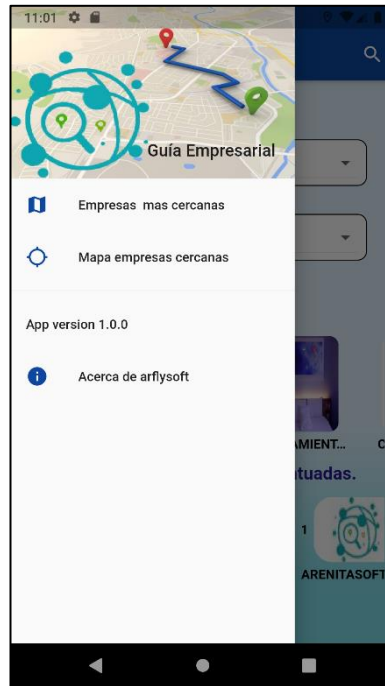 11:01
Guía Empresarial
Empresas mas cercanas
Mapa empresas cercanas
App version 1.0.0
Acerca de arflysoft
AMIENT...
C
tuadas.
1
ARENITASOFT